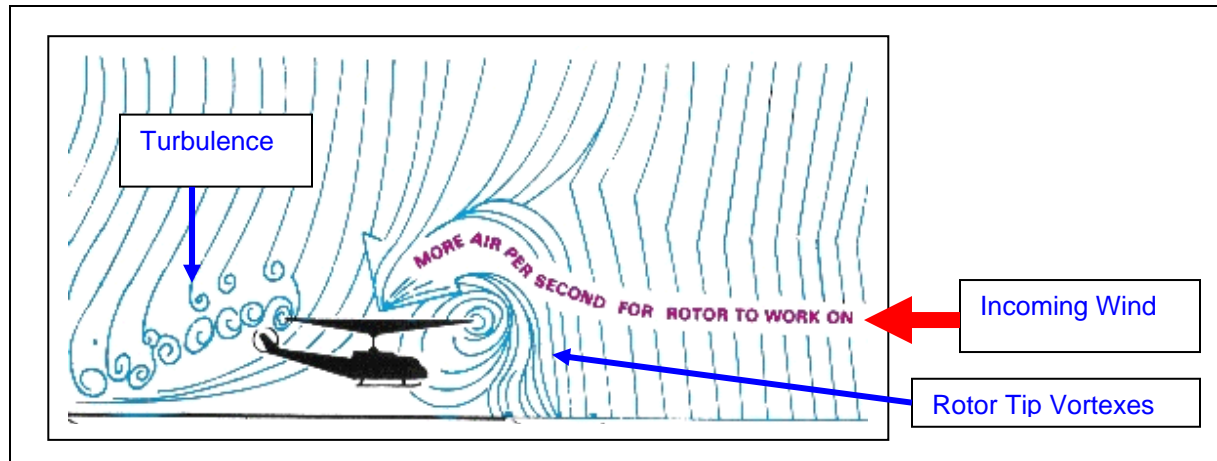 Turbulence
MORE AIR PER SECOND FOR ROTOR TO WORK ON
Incoming Wind
Rotor Tip Vortexes